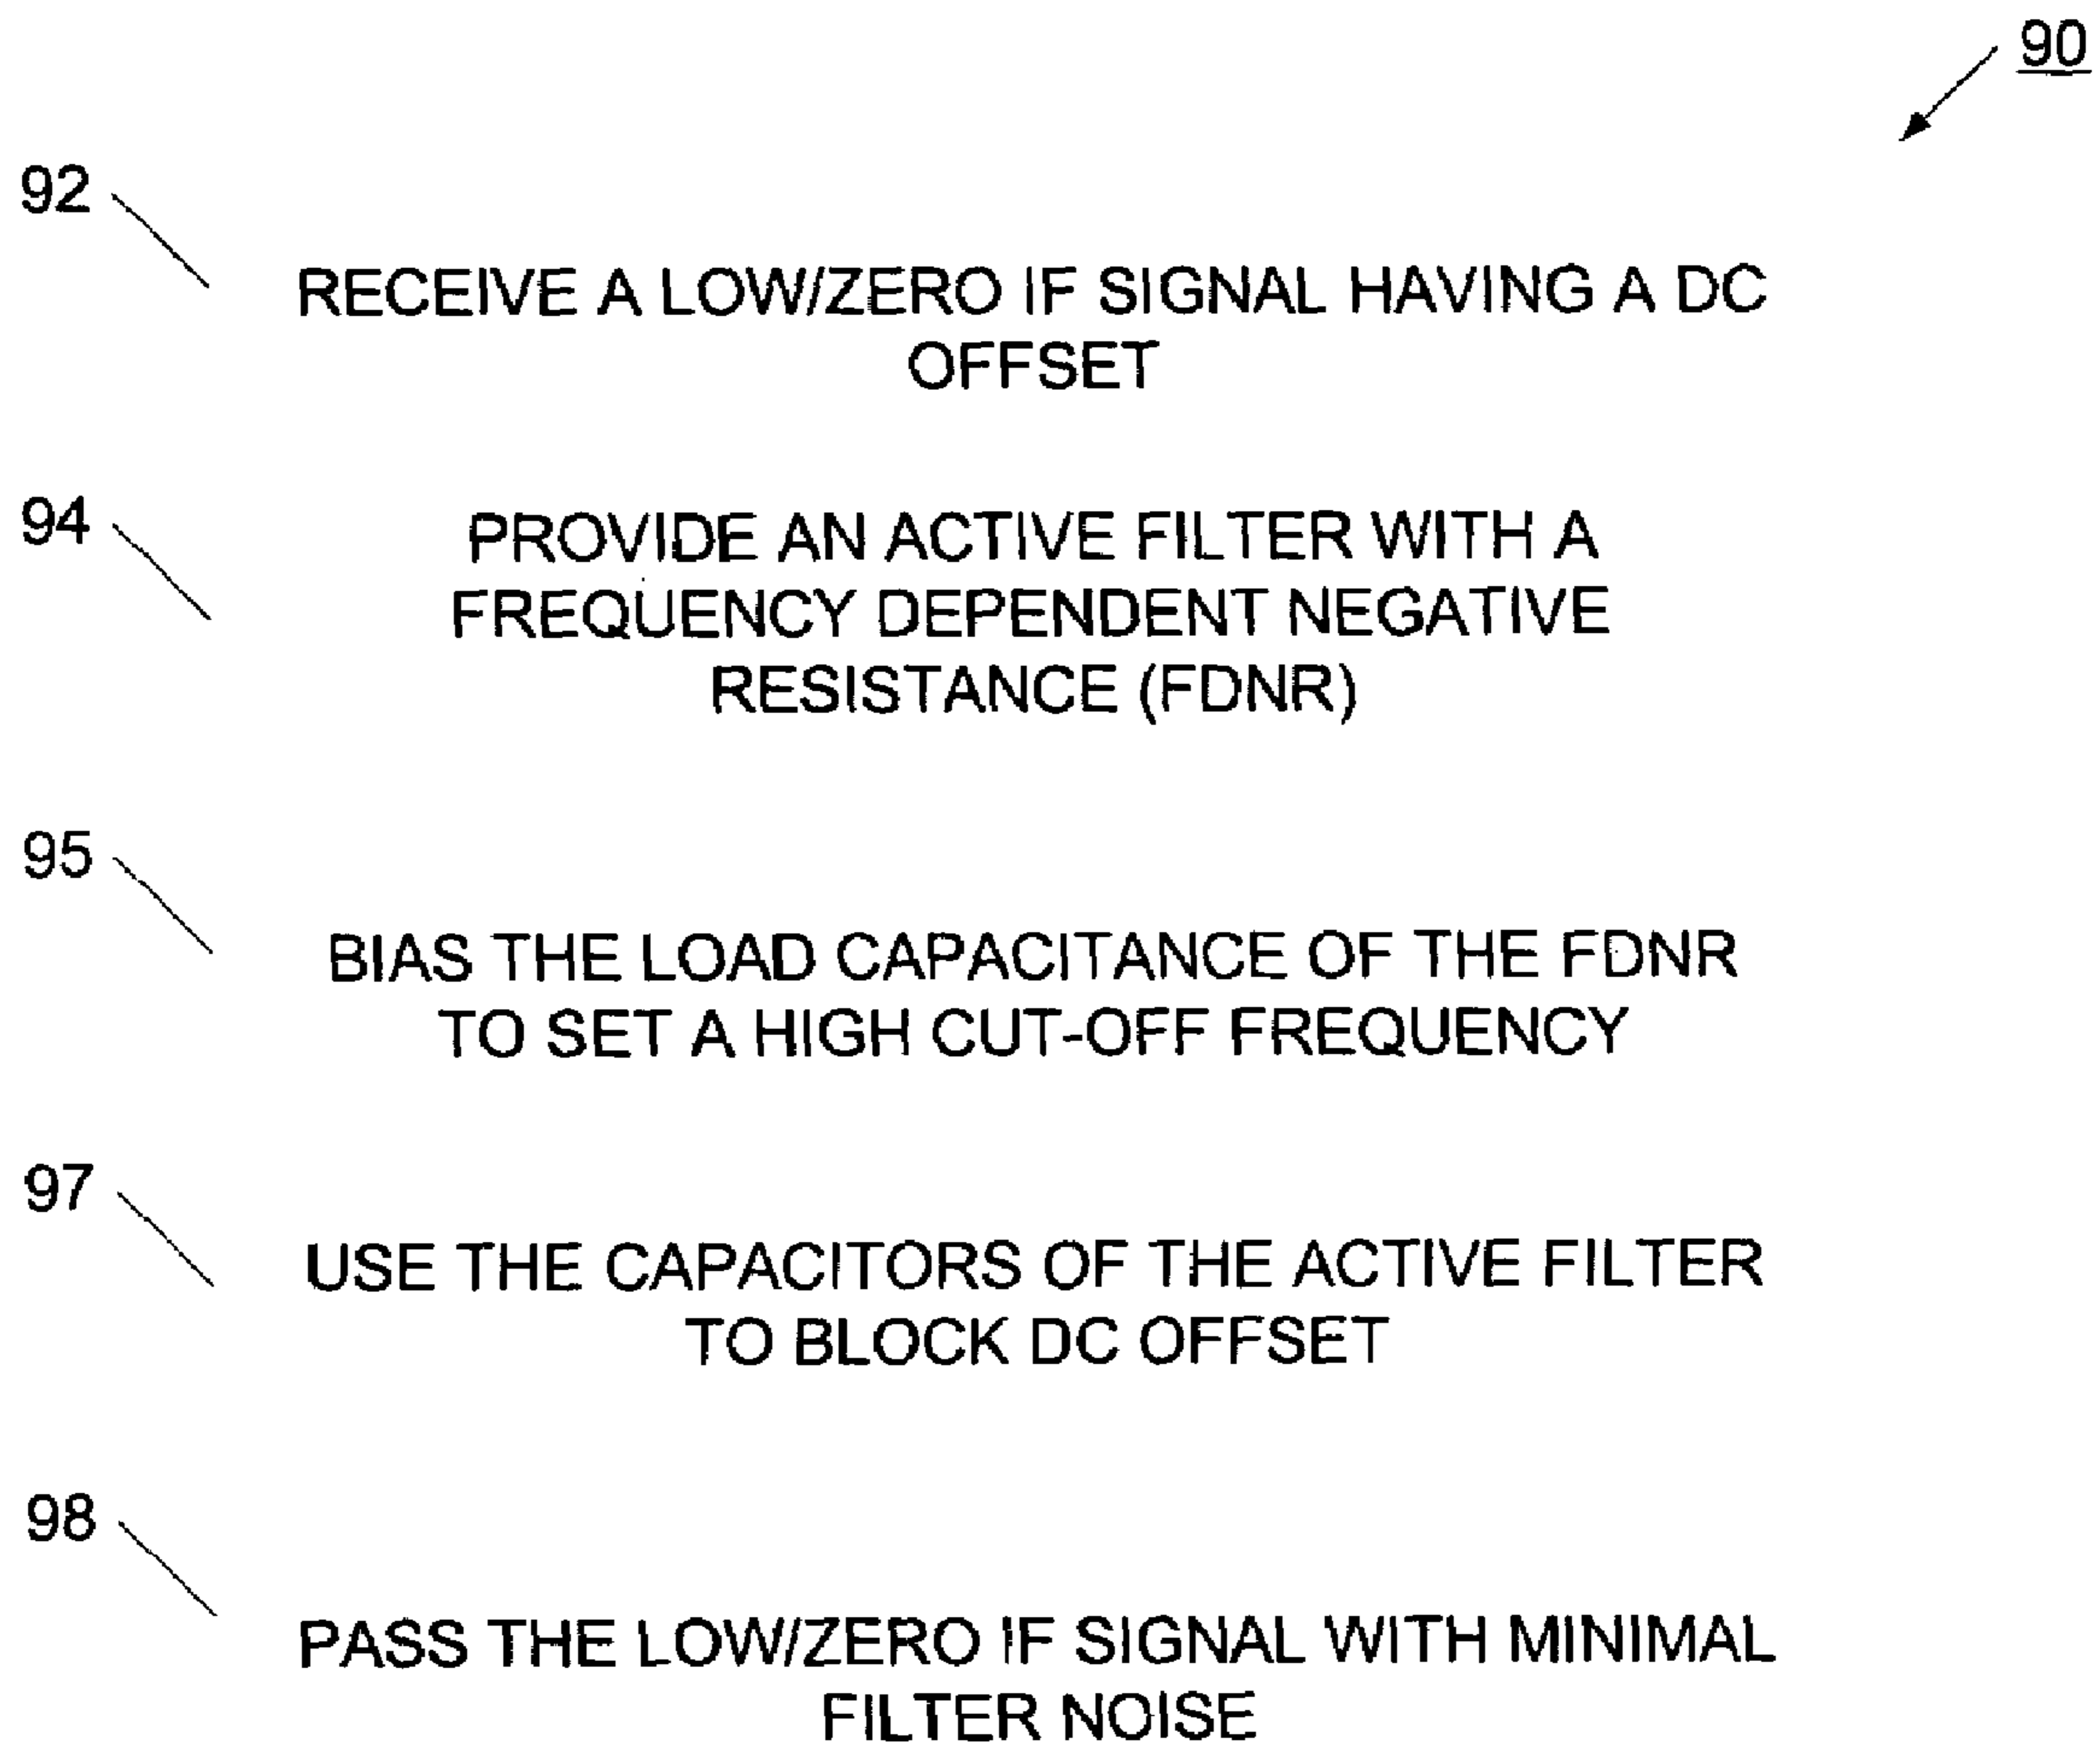 90
92
RECEIVE A LOW/ZERO IF SIGNAL HAVING A DC
OFFSET
94
PROVIDE AN ACTIVE FILTER WITH A
FREQUENCY DEPENDENT NEGATIVE
RESISTANCE (FDNR)
95
BIAS THE LOAD CAPACITANCE OF THE FDNR
TO SET A HIGH CUT-OFF FREQUENCY
97
USE THE CAPACITORS OF THE ACTIVE FILTER
TO BLOCK DC OFFSET
98
PASS THE LOW/ZERO IF SIGNAL WITH MINIMAL
FILTER NOISE